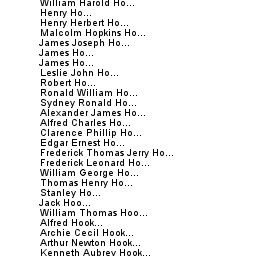 William Harold Ho...
Henry Ho...
Henry Herbert Ho...
Malcolm Hopkins Ho...
James Joseph Ho...
James Ho...
James Ho...
Leslie John Ho...
Robert Ho...
Ronald William Ho...
Sydney Ronald Ho...
Alexander James Ho...
Alfred Charles Ho...
Clarence Phillip Ho...
Edgar Ernest Ho...
Frederick Thomas Jerry Ho...
Frederick Leonard Ho...
William George Ho...
Thomas Henry Ho...
Stanley Ho...
Jack Hoo...
William Thomas Hoo...
Alfred Hook...
Archie Cecil Hook...
Arthur Newton Hook...
Kenneth Aubrey Hook...